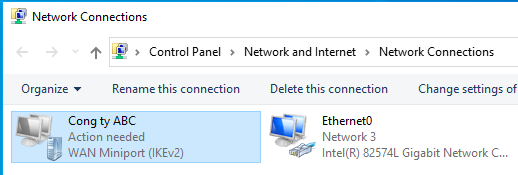 Network Connections
Control Panel > Network and Internet > Network Connections
Organize Rename this connection Delete this connection Change settings of
Cong ty ABC
Action needed
WAN Miniport (IKEv2)
Ethernet0
Network 3
Intel(R) 82574L Gigabit Network C...